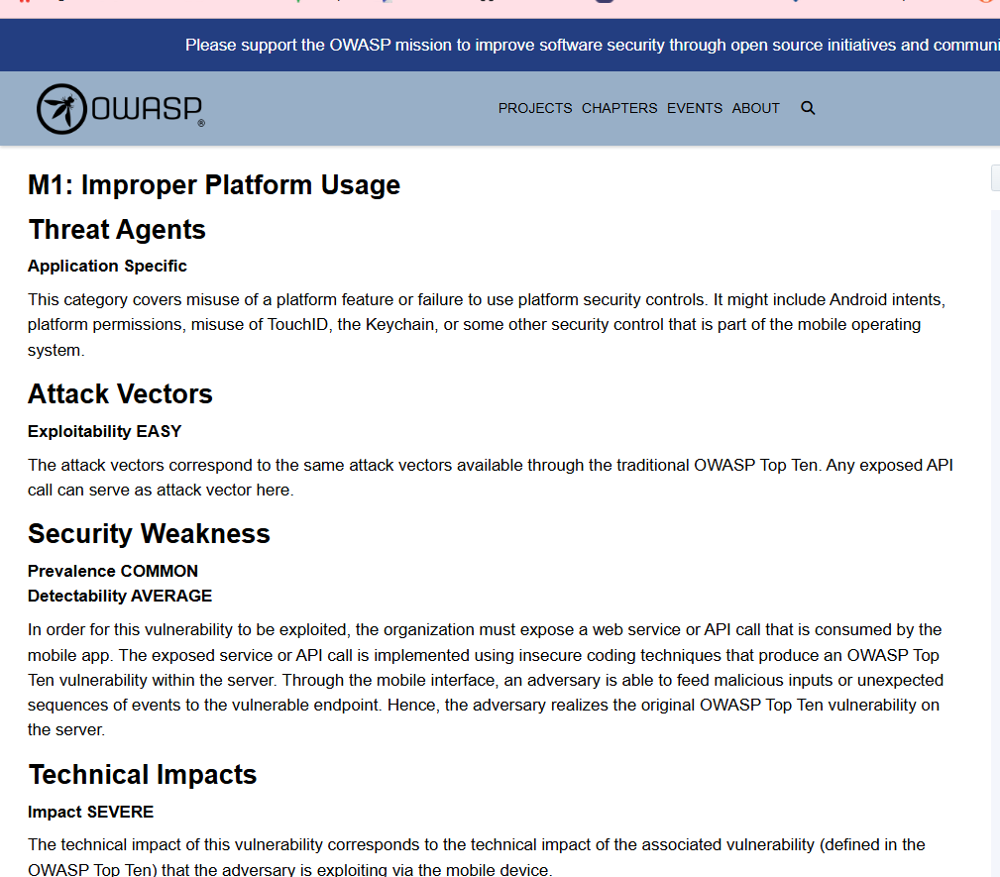 Please support the OWASP mission to improve software security through open source initiatives and communi
OWASP®
PROJECTS CHAPTERS EVENTS ABOUT
M1: Improper Platform Usage
Threat Agents
Application Specific
This category covers misuse of a platform feature or failure to use platform security controls. It might include Android intents,
platform permissions, misuse of TouchID, the Keychain, or some other security control that is part of the mobile operating
system.
Attack Vectors
Exploitability EASY
The attack vectors correspond to the same attack vectors available through the traditional OWASP Top Ten. Any exposed API
call can serve as attack vector here.
Security Weakness
Prevalence COMMON
Detectability AVERAGE
In order for this vulnerability to be exploited, the organization must expose a web service or API call that is consumed by the
mobile app. The exposed service or API call is implemented using insecure coding techniques that produce an OWASP Top
Ten vulnerability within the server. Through the mobile interface, an adversary is able to feed malicious inputs or unexpected
sequences of events to the vulnerable endpoint. Hence, the adversary realizes the original OWASP Top Ten vulnerability on
the server.
Technical Impacts
Impact SEVERE
The technical impact of this vulnerability corresponds to the technical impact of the associated vulnerability (defined in the
OWASP Top Ten) that the adversary is exploiting via the mobile device.